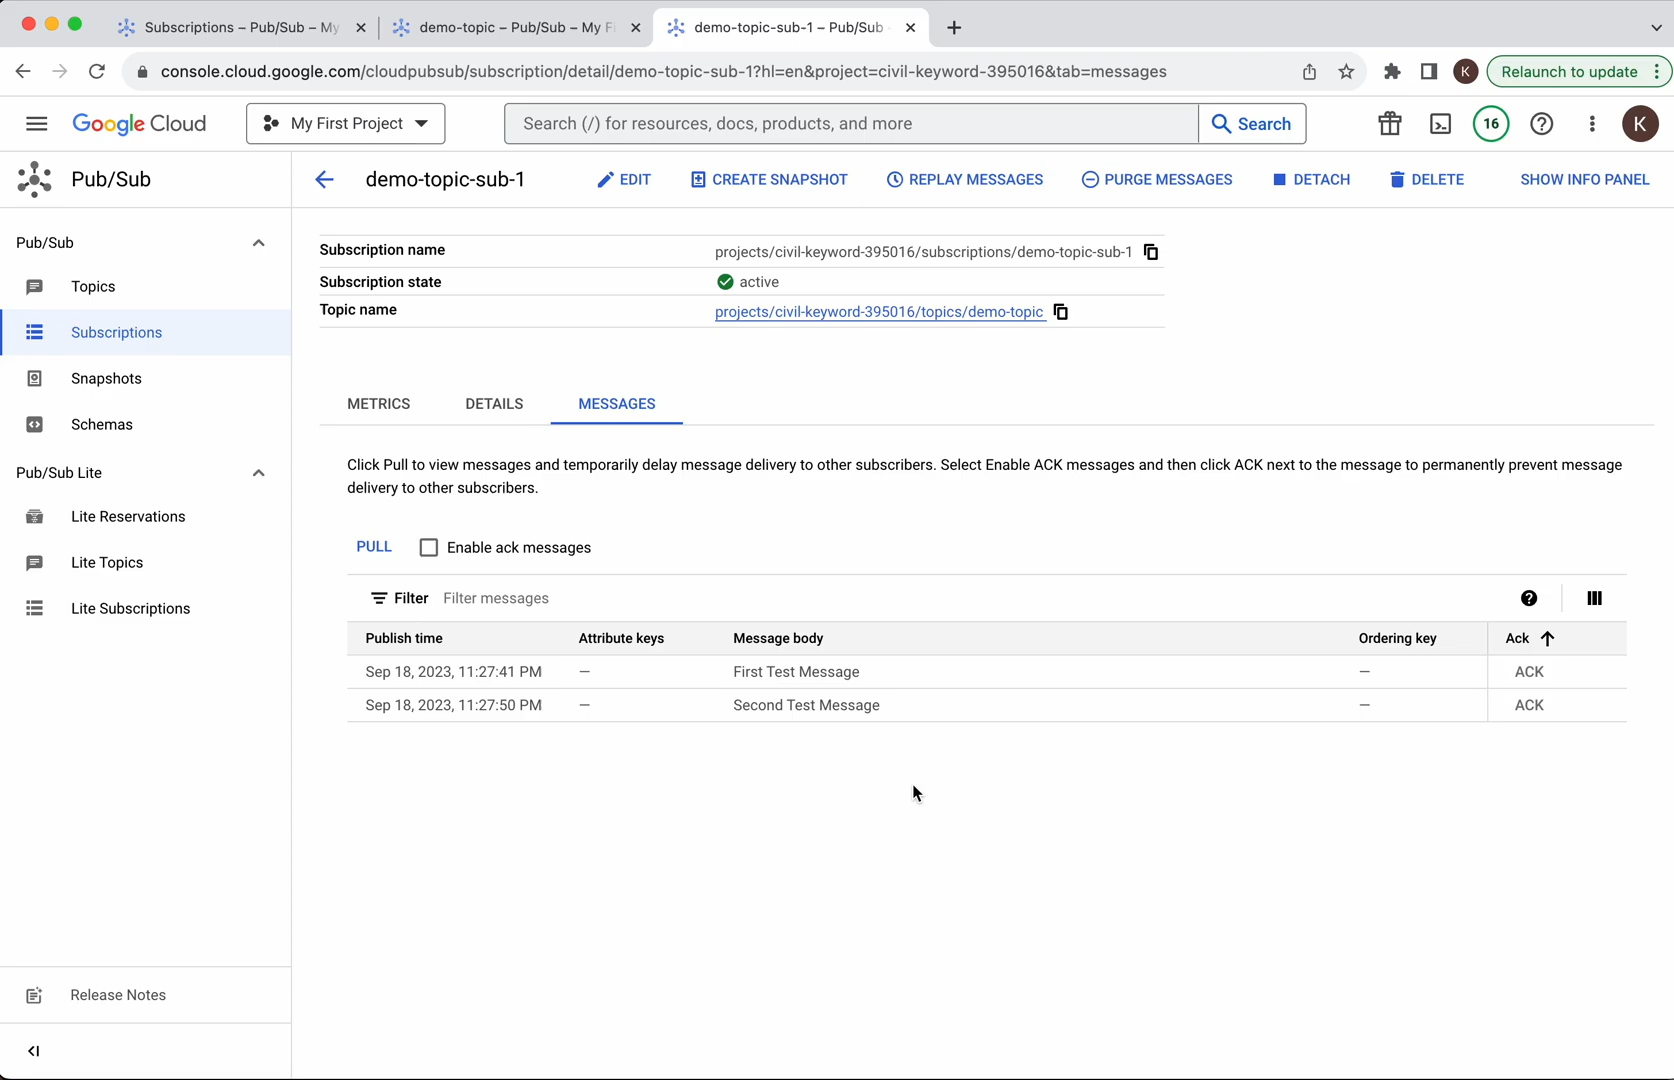 Subscriptions – Pub/Sub – My
demo-topic – Pub/Sub – My Fi
demo-topic-sub-1 – Pub/Sub
console.cloud.google.com/cloudpubsub/subscription/detail/demo-topic-sub-1?hl=en&project=civil-keyword-395016&tab=messages
K
Relaunch to update
Google Cloud
My First Project
Search (/) for resources, docs, products, and more
Search
16
K
Pub/Sub
demo-topic-sub-1
EDIT
CREATE SNAPSHOT
REPLAY MESSAGES
PURGE MESSAGES
DETACH
DELETE
SHOW INFO PANEL
Pub/Sub
Topics
Subscriptions
Snapshots
Schemas
Pub/Sub Lite
Lite Reservations
Lite Topics
Lite Subscriptions
Release Notes
Subscription name projects/civil-keyword-395016/subscriptions/demo-topic-sub-1
Subscription state active
Topic name projects/civil-keyword-395016/topics/demo-topic
METRICS DETAILS MESSAGES
Click Pull to view messages and temporarily delay message delivery to other subscribers. Select Enable ACK messages and then click ACK next to the message to permanently prevent message
delivery to other subscribers.
PULL Enable ack messages
Filter Filter messages
Publish time Attribute keys Message body Ordering key Ack
Sep 18, 2023, 11:27:41 PM — First Test Message — ACK
Sep 18, 2023, 11:27:50 PM — Second Test Message — ACK